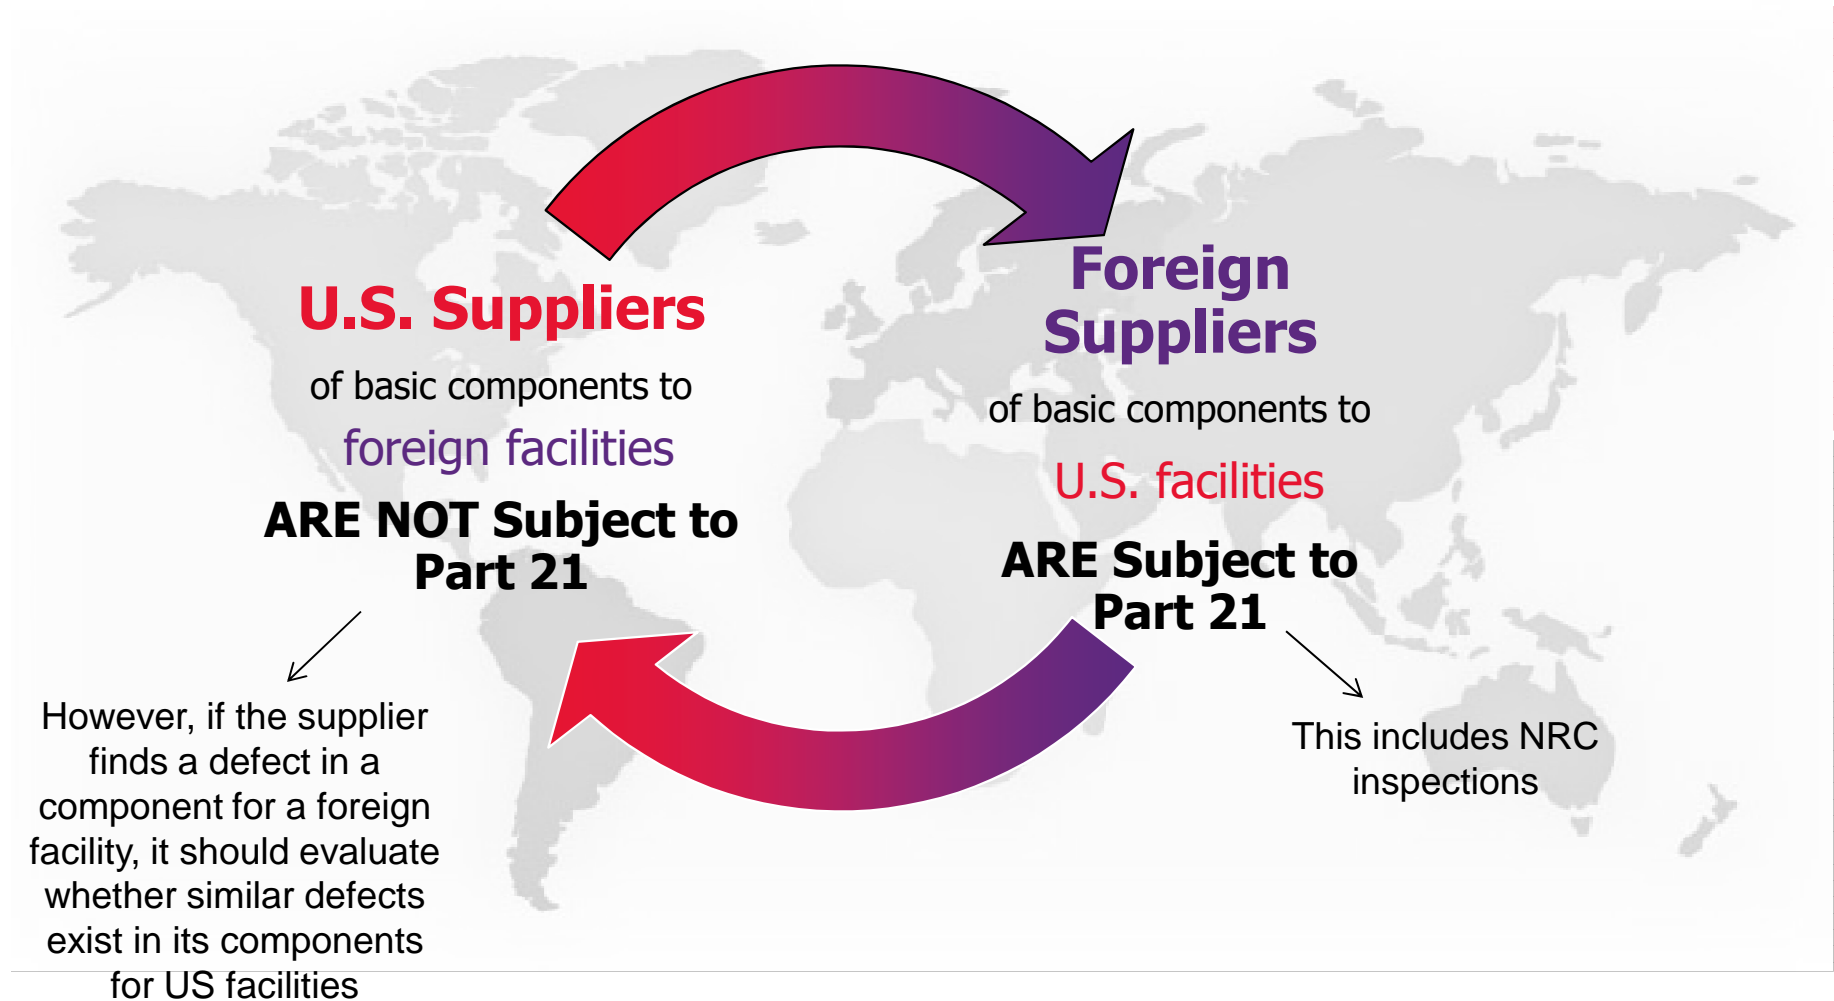 U.S. Suppliers
of basic components to
foreign facilities
ARE NOT Subject to
Part 21
However, if the supplier
finds a defect in a
component for a foreign
facility, it should evaluate
whether similar defects
exist in its components
for US facilities
Foreign
Suppliers
of basic components to
U.S. facilities
ARE Subject to
Part 21
This includes NRC
inspections